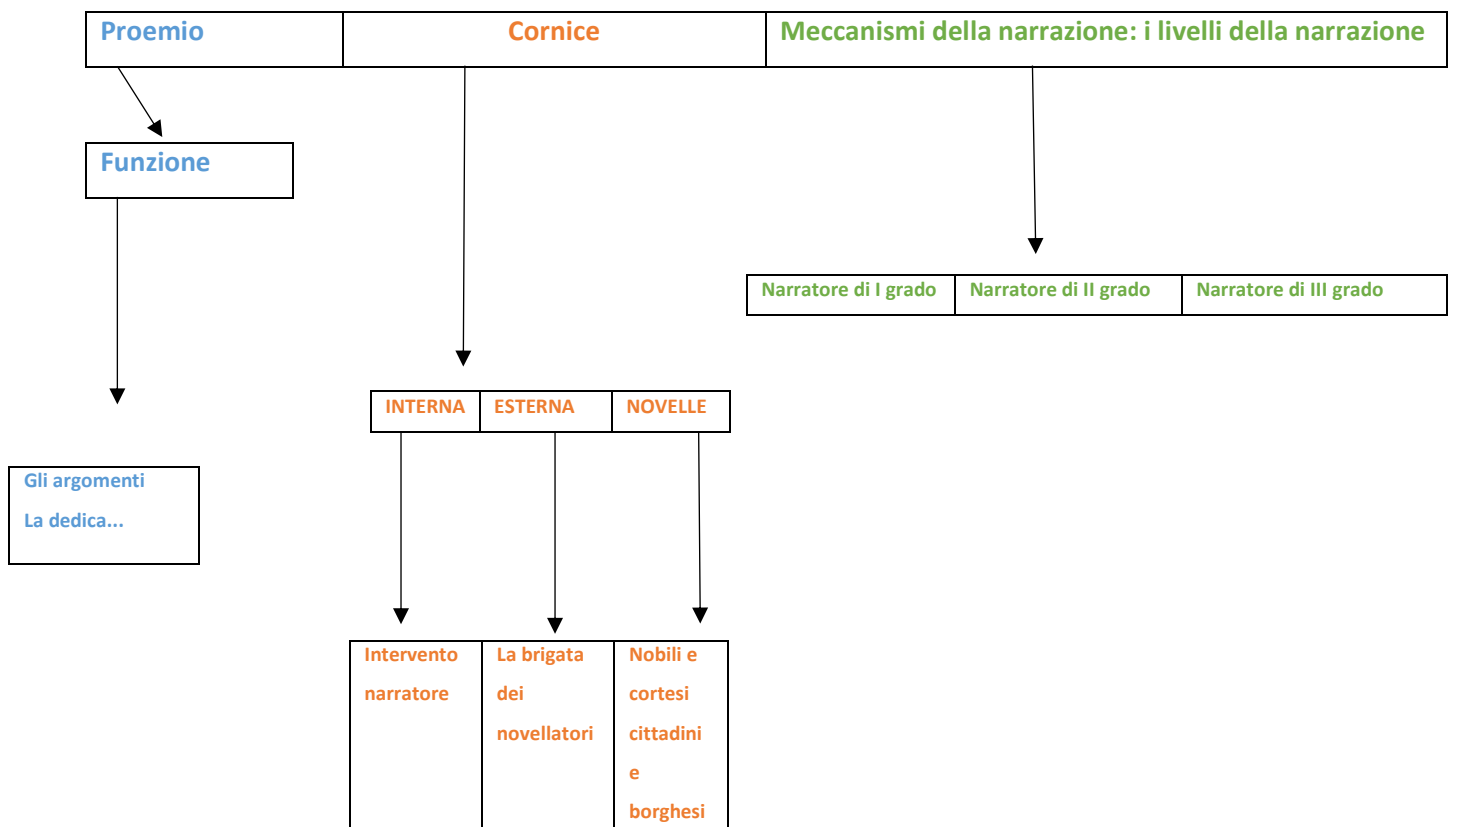 Proemio
Cornice
Meccanismi della narrazione: i livelli della narrazione
Funzione
Narratore di I grado
Narratore di II grado
Narratore di III grado
INTERNA
ESTERNA
NOVELLE
Gli argomenti
La dedica...
Intervento
narratore
La brigata
dei
novellatori
Nobili e
cortesi
cittadini
e
borghesi